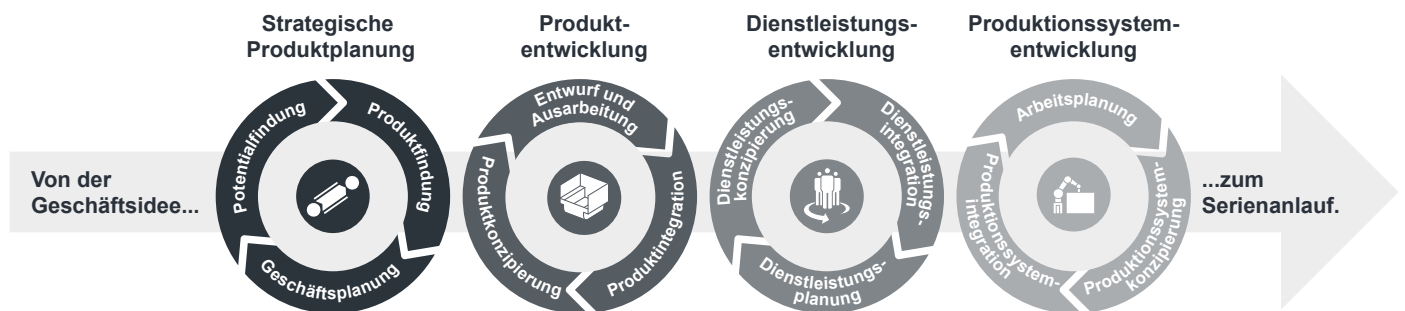 Strategische
Produktplanung
Produkt-
entwicklung
Dienstleistungs-
entwicklung
Produktionssystem-
entwicklung
Von der
Geschäftsidee...
Potentialfindung
Produktfindung
Geschäftsplanung
Produktkonzipierung
Entwurf und
Ausarbeitung
Produktintegration
Dienstleistungs-
konzipierung
Dienstleistungs-
integration
Dienstleistungs-
planung
Arbeitsplanung
Produktionssystem-
konzipierung
Produktionssystem-
integration
...zum
Serienanlauf.